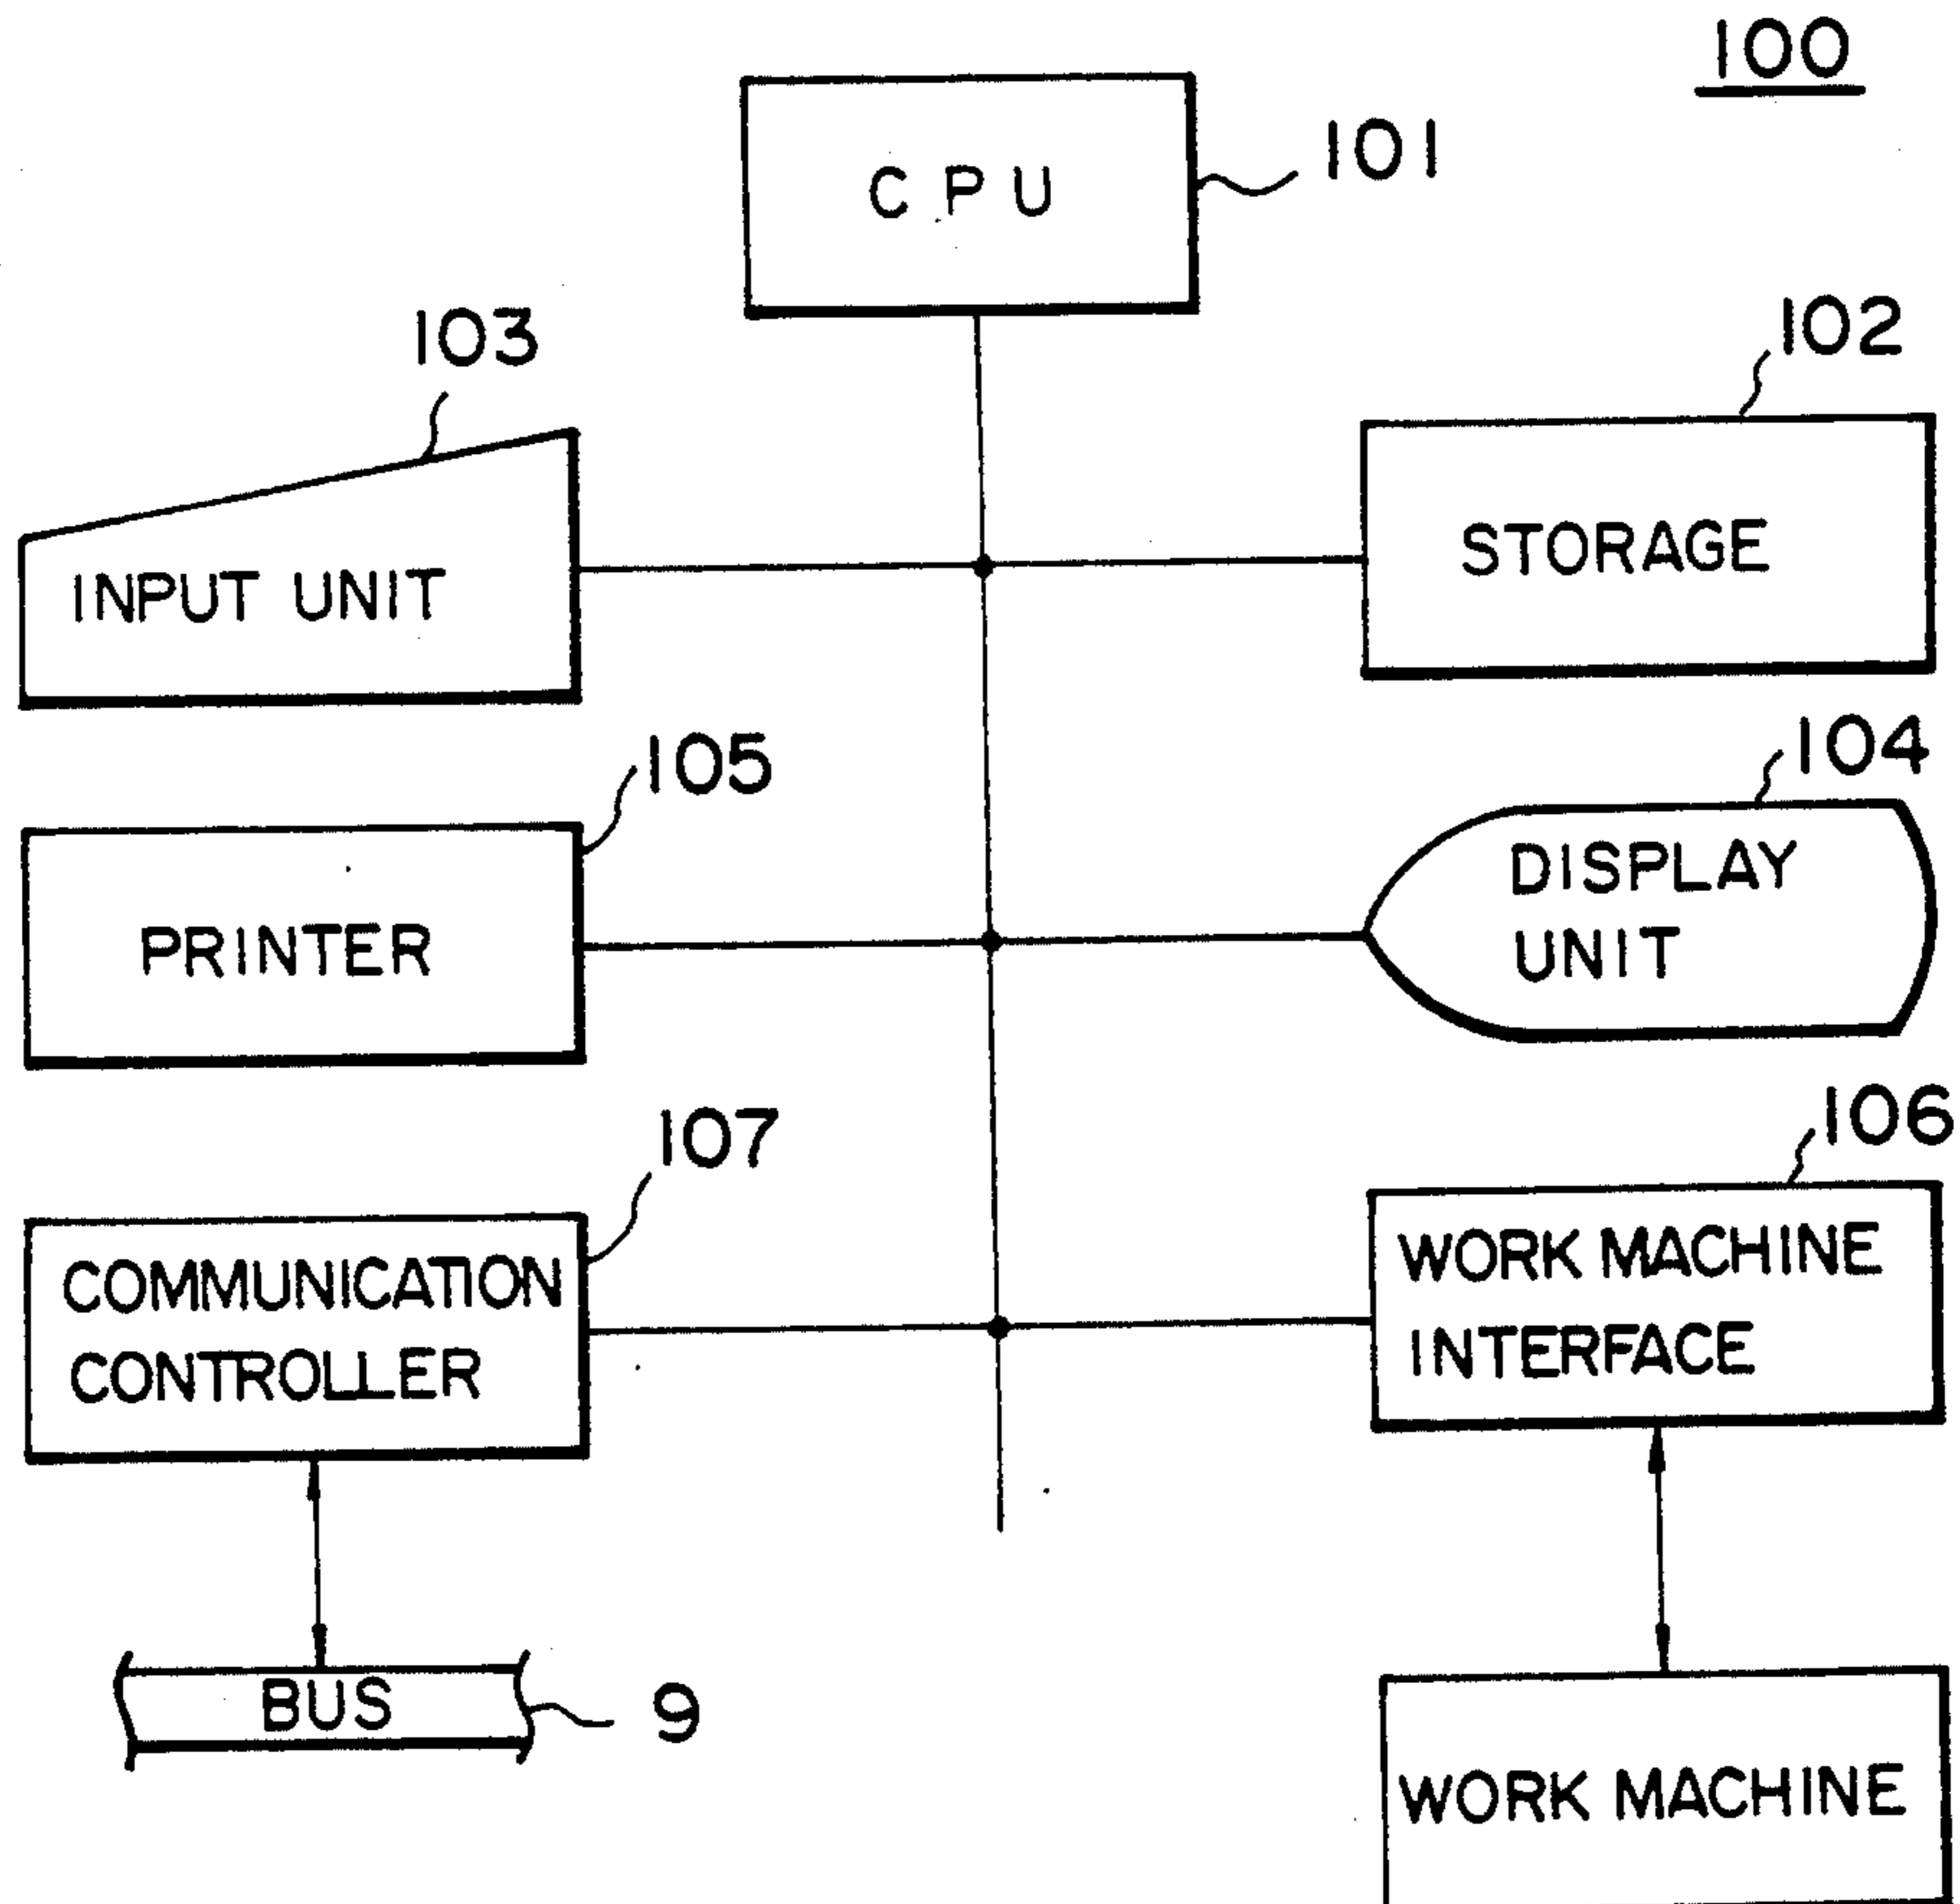 100
CPU
101
103
102
INPUT UNIT
STORAGE
105
104
PRINTER
DISPLAY
UNIT
107
106
COMMUNICATION
CONTROLLER
WORK MACHINE
INTERFACE
BUS
9
WORK MACHINE